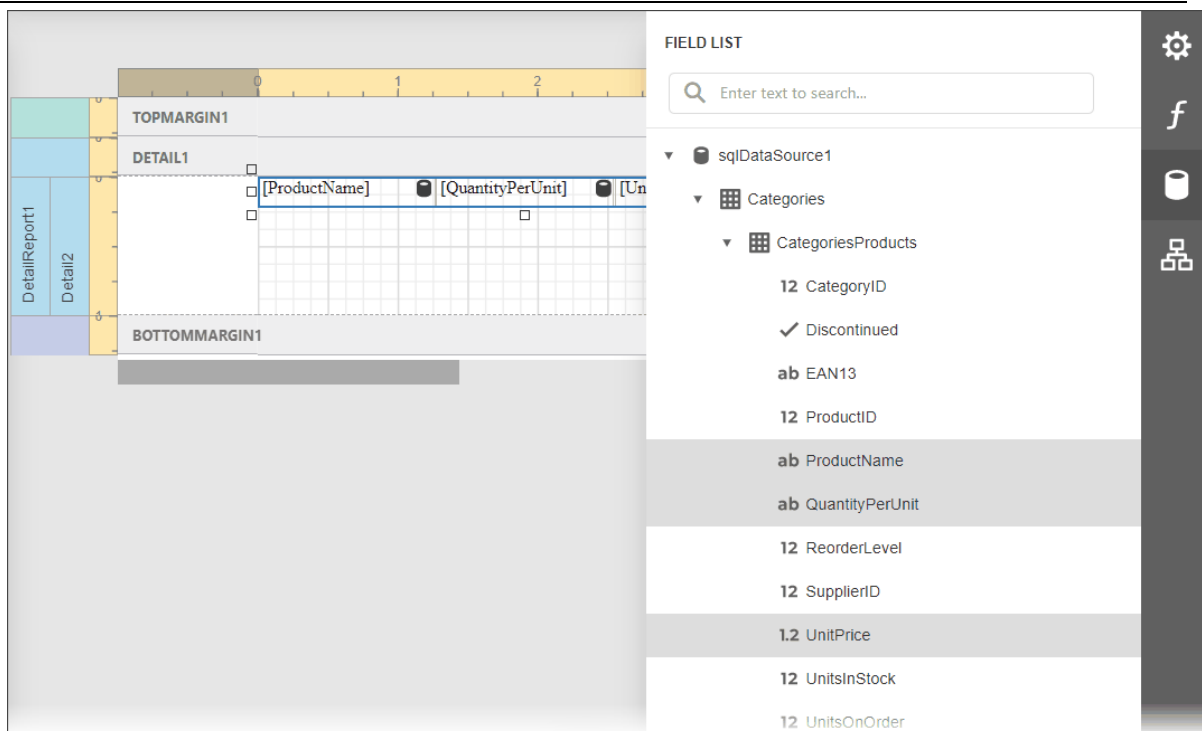 FIELD LIST
Enter text to search...
0 1 2
TOPMARGIN1
DETAIL1
DetailReport1
Detail2
[ProductName] [QuantityPerUnit] [Un
BOTTOMMARGIN1
sqlDataSource1
Categories
CategoriesProducts
12 CategoryID
Discontinued
ab EAN13
12 ProductID
ab ProductName
ab QuantityPerUnit
12 ReorderLevel
12 SupplierID
1.2 UnitPrice
12 UnitsInStock
12 UnitsOnOrder
f